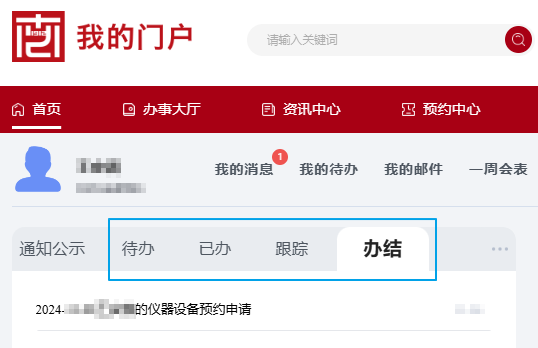 我的门户
请输入关键词
首页 办事大厅 资讯中心 预约中心
我的消息 1 我的待办 我的邮件 一周会表
通知公示 待办 已办 跟踪 办结
2024- 的仪器设备预约申请